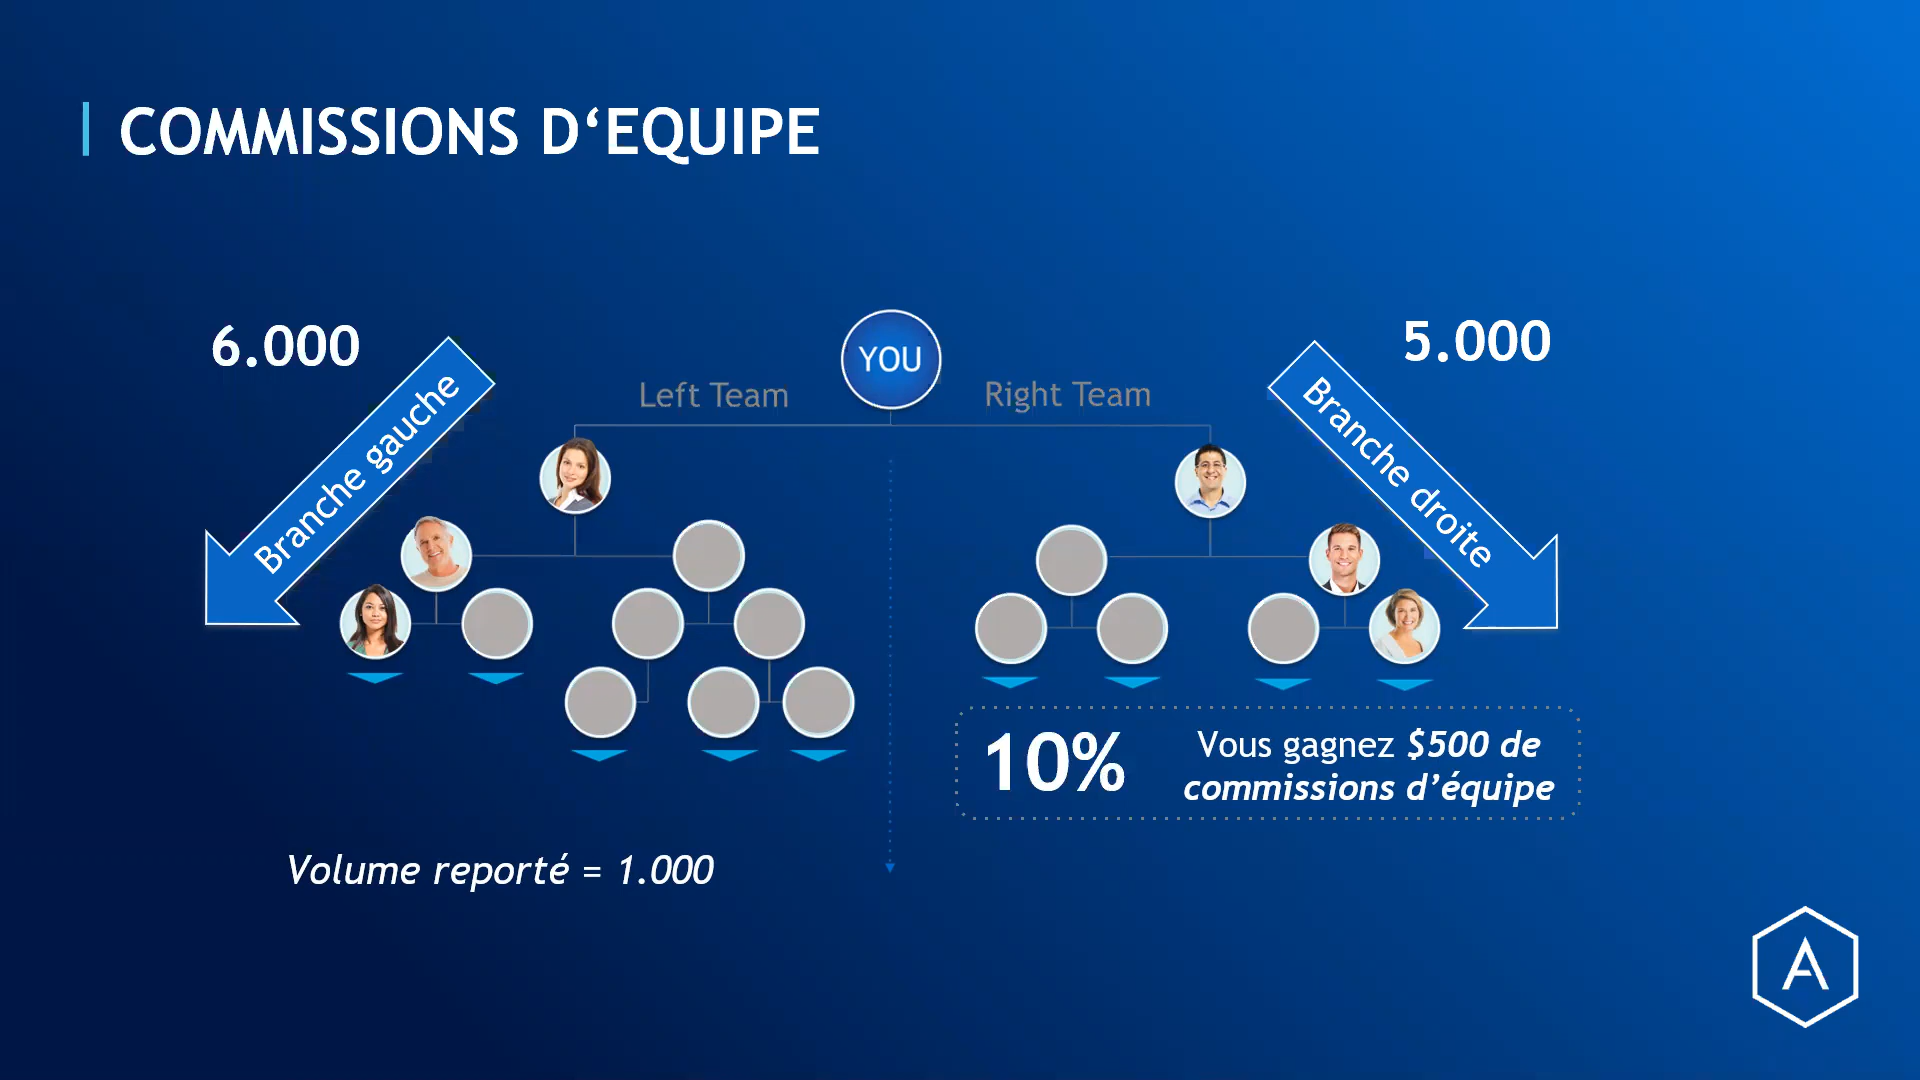 COMMISSIONS D‘EQUIPE
6.000
5.000
YOU
Left Team
Right Team
Branche gauche
Branche droite
10%
Vous gagnez $500 de
commissions d’équipe
Volume reporté = 1.000
A